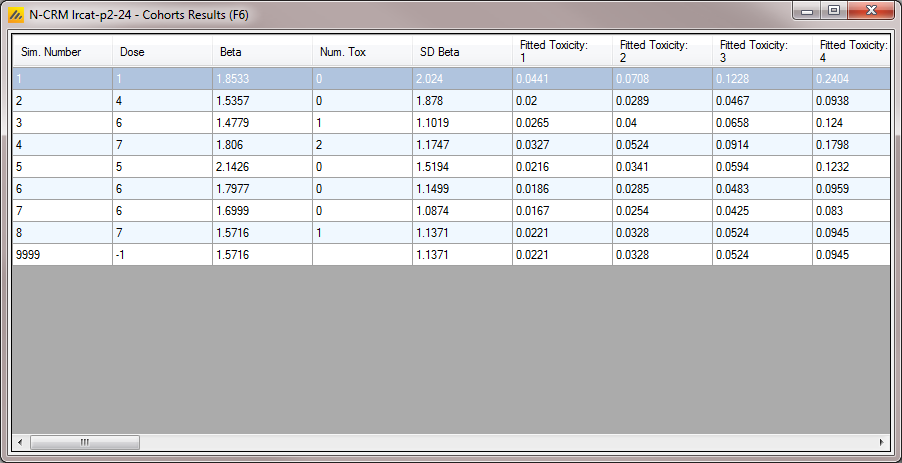 N-CRM lrcat-p2-24 - Cohorts Results (F6)
Sim. Number Dose Beta Num. Tox SD Beta Fitted Toxicity: 1 Fitted Toxicity: 2 Fitted Toxicity: 3 Fitted Toxicity: 4
1 1 1.8533 0 2.024 0.0441 0.0708 0.1228 0.2404
2 4 1.5357 0 1.878 0.02 0.0289 0.0467 0.0938
3 6 1.4779 1 1.1019 0.0265 0.04 0.0658 0.124
4 7 1.806 2 1.1747 0.0327 0.0524 0.0914 0.1798
5 5 2.1426 0 1.5194 0.0216 0.0341 0.0594 0.1232
6 6 1.7977 0 1.1499 0.0186 0.0285 0.0483 0.0959
7 6 1.6999 0 1.0874 0.0167 0.0254 0.0425 0.083
8 7 1.5716 1 1.1371 0.0221 0.0328 0.0524 0.0945
9999 -1 1.5716 1.1371 0.0221 0.0328 0.0524 0.0945